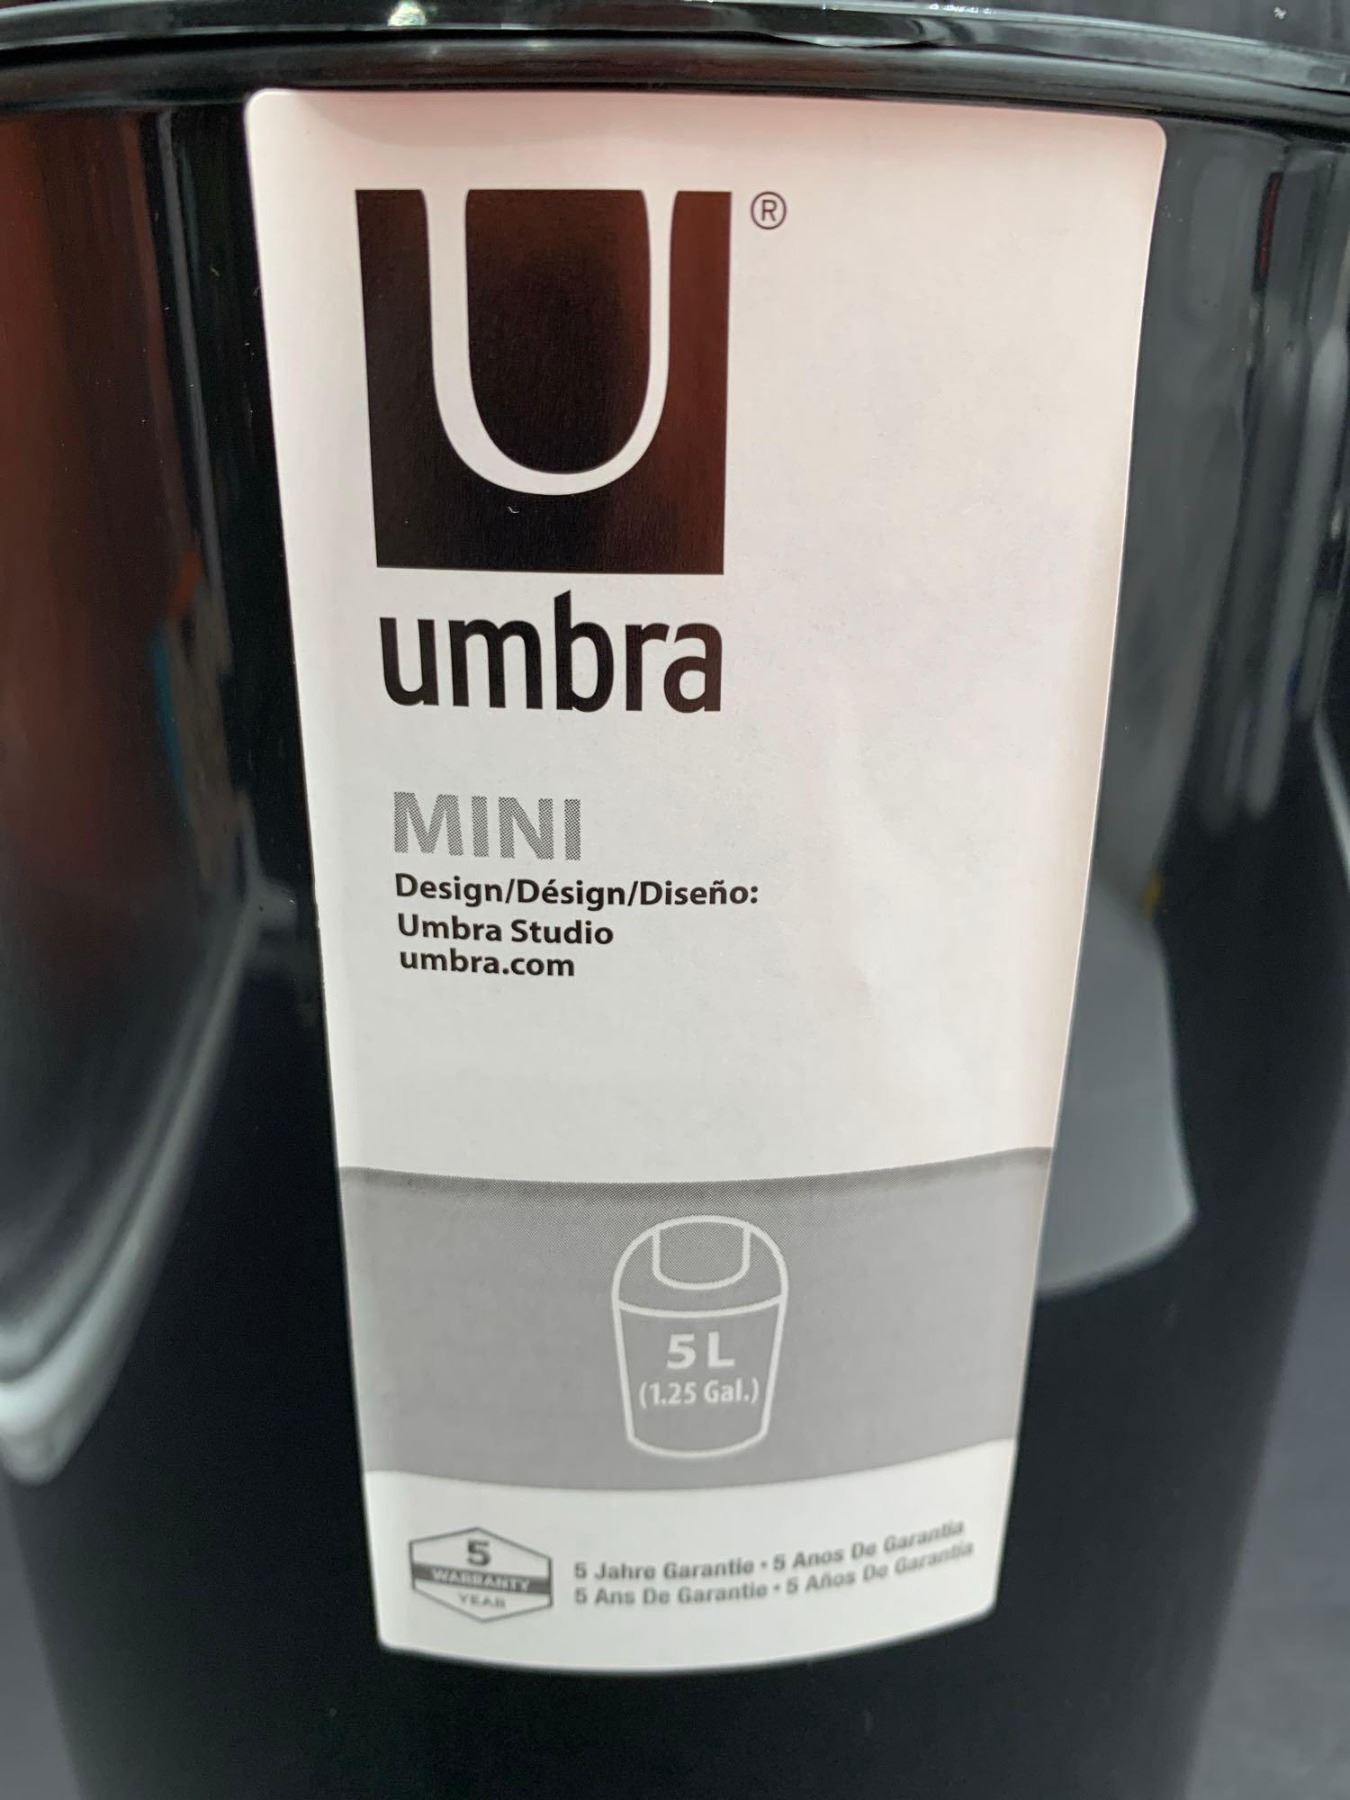 U®
umbra
MINI
Design/Désign/Diseño:
Umbra Studio
umbra.com
5 L
(1.25 Gal.)
5
WARRANTY
YEAR
5 Jahre Garantie • 5 Anos De Garantia
5 Ans De Garantie • 5 Años De Garantía